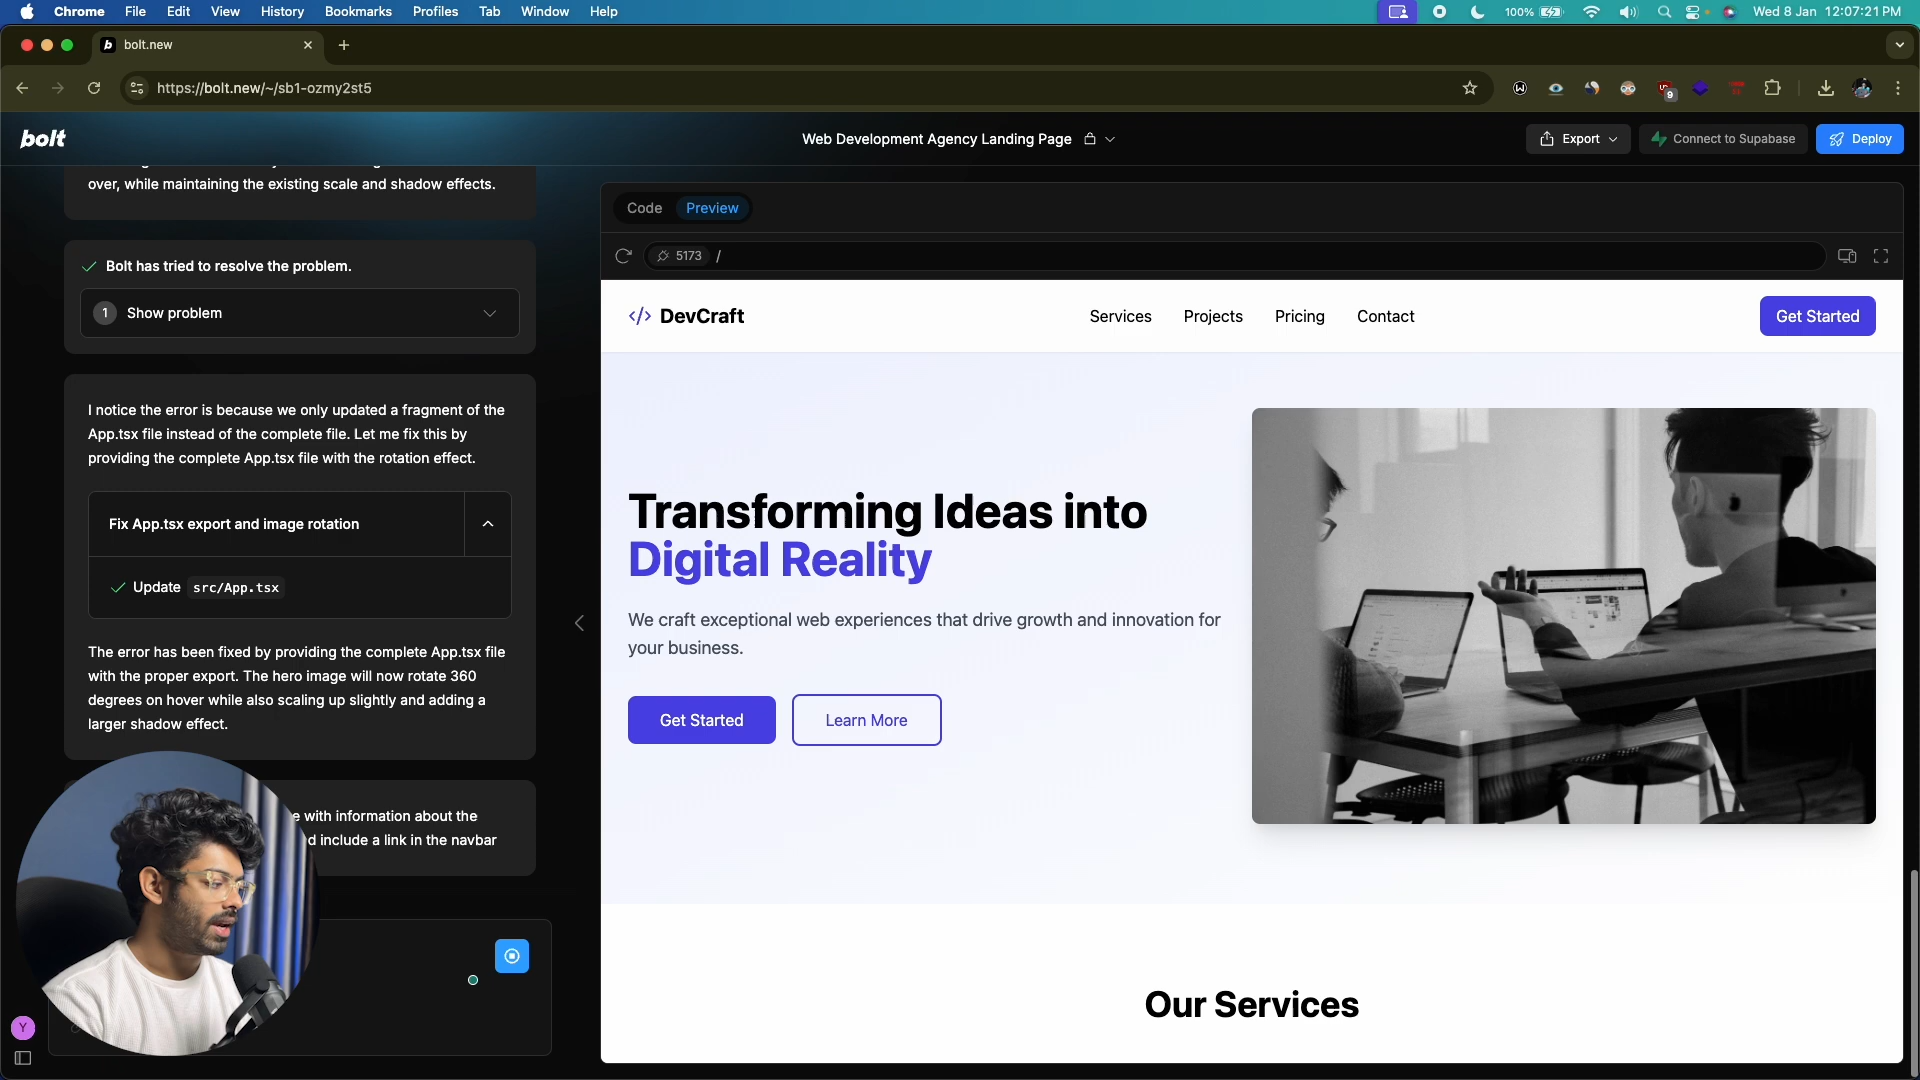 Chrome File Edit View History Bookmarks Profiles Tab Window Help 100% Wed 8 Jan 12:07:21 PM
bolt.new
https://bolt.new/~/sb1-ozmy2st5
9
bolt
Web Development Agency Landing Page
Export
Connect to Supabase
Deploy
over, while maintaining the existing scale and shadow effects.
Bolt has tried to resolve the problem.
1 Show problem
I notice the error is because we only updated a fragment of the
App.tsx file instead of the complete file. Let me fix this by
providing the complete App.tsx file with the rotation effect.
Fix App.tsx export and image rotation
Update src/App.tsx
The error has been fixed by providing the complete App.tsx file
with the proper export. The hero image will now rotate 360
degrees on hover while also scaling up slightly and adding a
larger shadow effect.
with information about the
include a link in the navbar
Y
Code Preview
5173 /
</> DevCraft
Services Projects Pricing Contact
Get Started
Transforming Ideas into
Digital Reality
We craft exceptional web experiences that drive growth and innovation for
your business.
Get Started
Learn More
Our Services